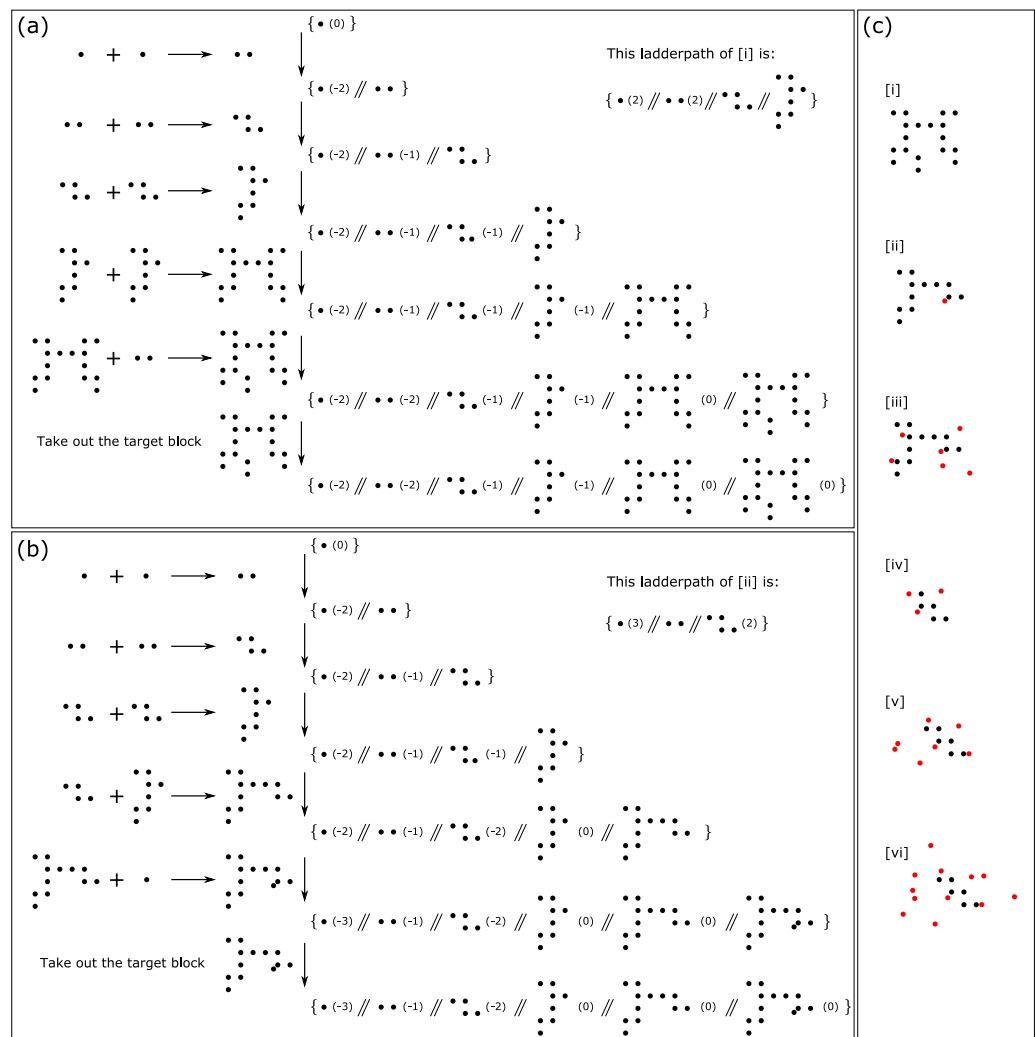 (a)
{ • (0) }
• + • → • •
This ladderpath of [i] is:
{ • (-2) // • • }
{ • (2) // • • (2) // // }
+
{ • (-2) // • • (-1) // }
+
{ • (-2) // • • (-1) // (-1) // }
+
{ • (-2) // • • (-1) // (-1) // (-1) // }
+
{ • (-2) // • • (-2) // (-1) // (-1) // (0) // }
Take out the target block
{ • (-2) // • • (-2) // (-1) // (-1) // (0) // (0) }
(b)
{ • (0) }
• + • → • •
This ladderpath of [ii] is:
{ • (-2) // • • }
{ • (3) // • • // (2) }
+
{ • (-2) // • • (-1) // }
+
{ • (-2) // • • (-1) // (-1) // }
+
{ • (-2) // • • (-1) // (-2) // (0) // }
+
{ • (-3) // • • (-1) // (-2) // (0) // (0) // }
Take out the target block
{ • (-3) // • • (-1) // (-2) // (0) // (0) // (0) }
(c)
[i]
[ii]
[iii]
[iv]
[v]
[vi]